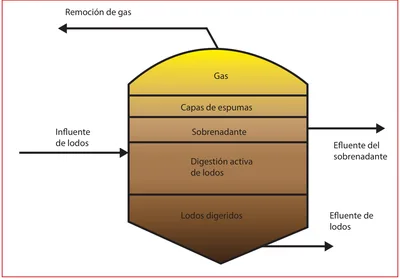 Remoción de gas
Gas
Capas de espumas
Influente
de lodos
Sobrenadante
Efluente del
sobrenadante
Digestión activa
de lodos
Lodos digeridos
Efluente de
lodos